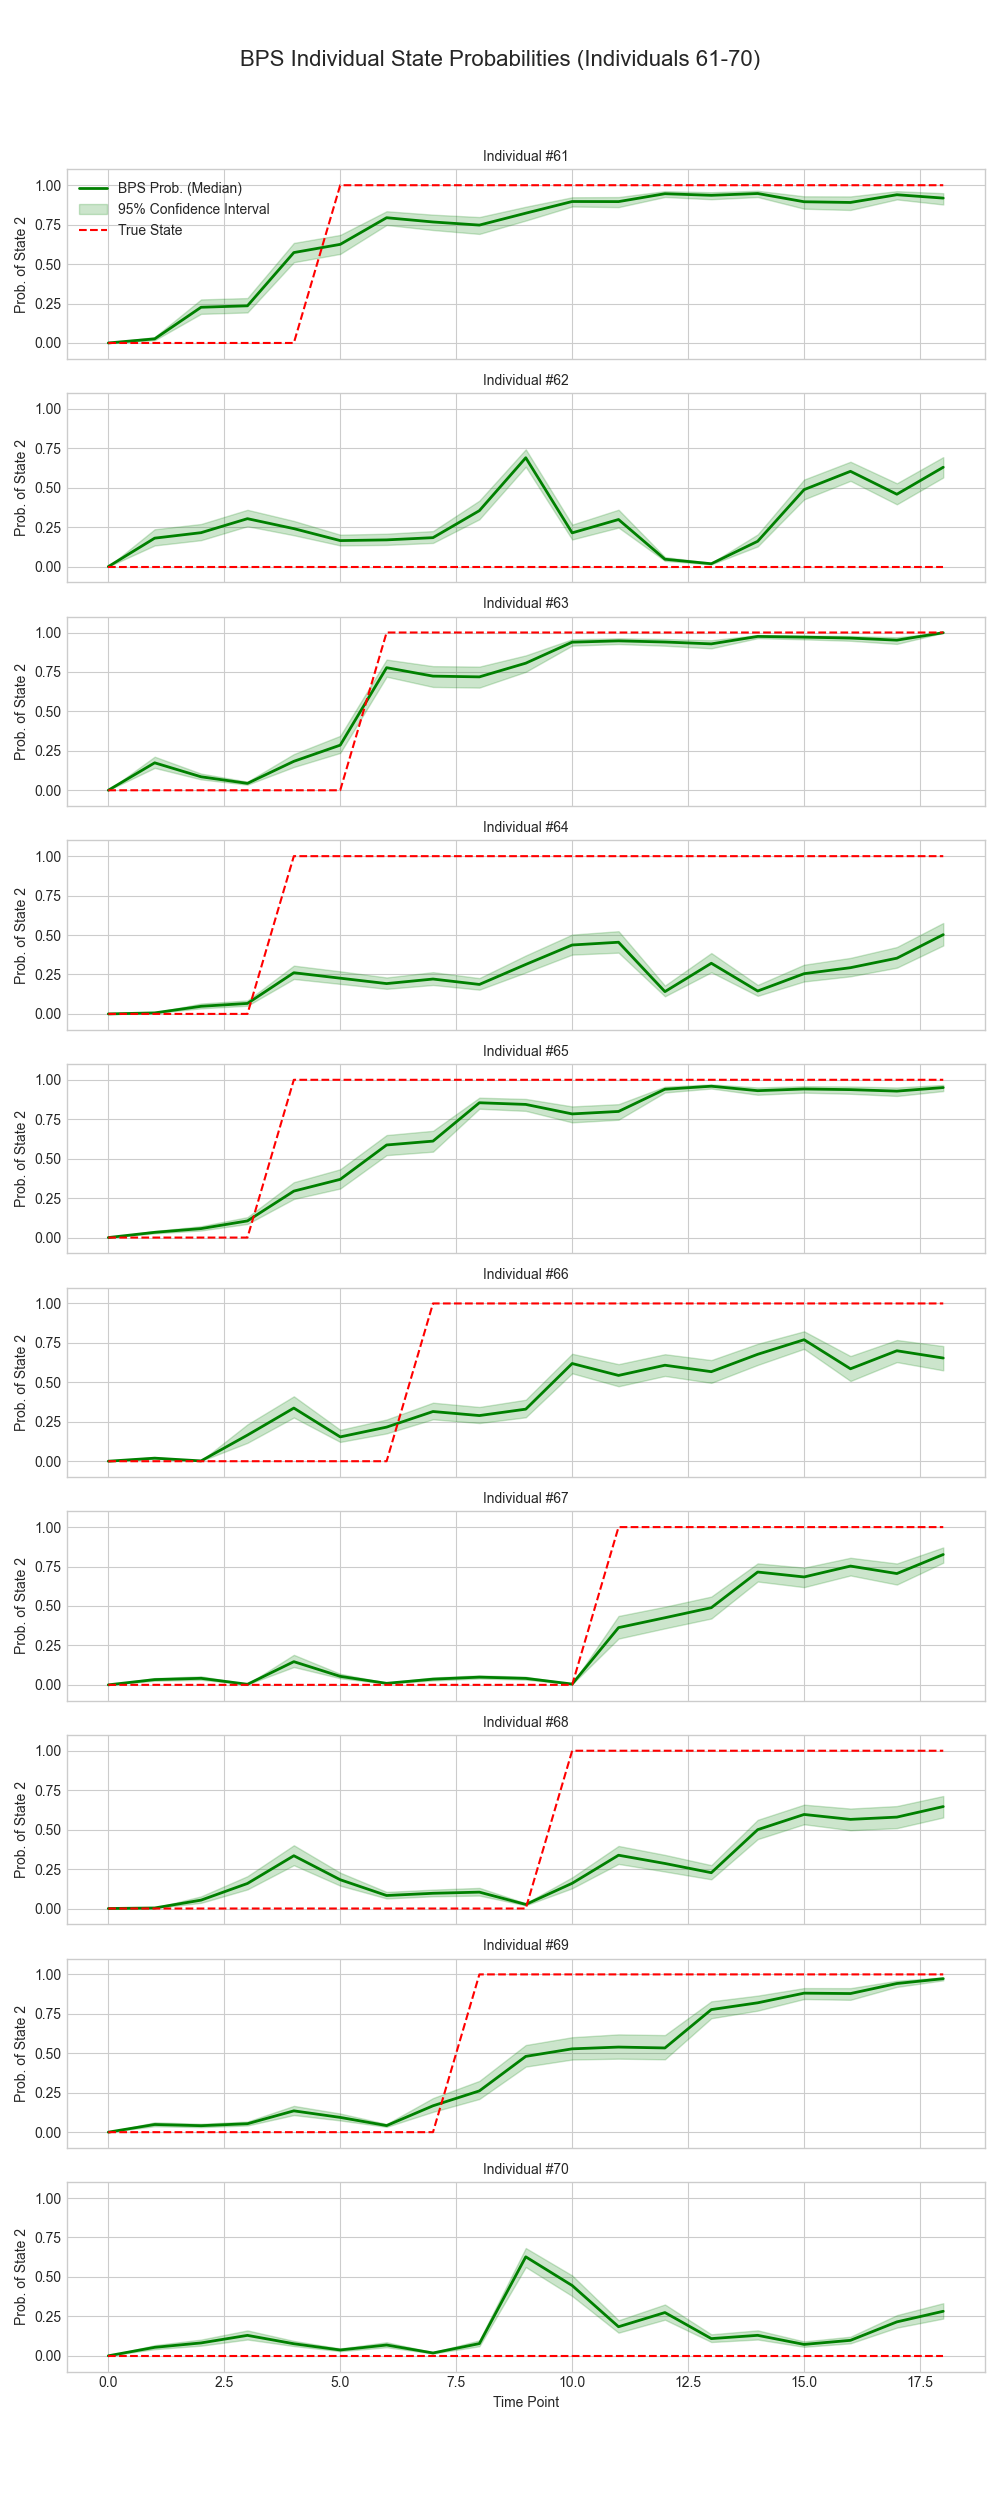 BPS Individual State Probabilities (Individuals 61-70)
Individual #61
BPS Prob. (Median)
95% Confidence Interval
True State
Prob. of State 2
1.00
0.75
0.50
0.25
0.00
Individual #62
Prob. of State 2
1.00
0.75
0.50
0.25
0.00
Individual #63
Prob. of State 2
1.00
0.75
0.50
0.25
0.00
Individual #64
Prob. of State 2
1.00
0.75
0.50
0.25
0.00
Individual #65
Prob. of State 2
1.00
0.75
0.50
0.25
0.00
Individual #66
Prob. of State 2
1.00
0.75
0.50
0.25
0.00
Individual #67
Prob. of State 2
1.00
0.75
0.50
0.25
0.00
Individual #68
Prob. of State 2
1.00
0.75
0.50
0.25
0.00
Individual #69
Prob. of State 2
1.00
0.75
0.50
0.25
0.00
Individual #70
Prob. of State 2
1.00
0.75
0.50
0.25
0.00
0.0 2.5 5.0 7.5 10.0 12.5 15.0 17.5
Time Point